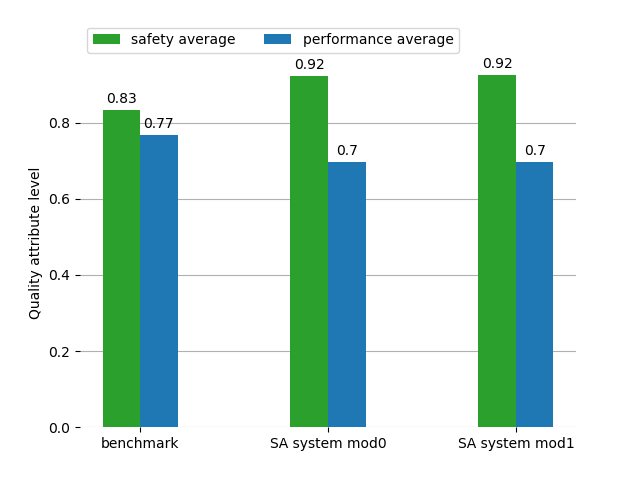 safety average performance average
0.83 0.77 0.92 0.7 0.92 0.7
Quality attribute level
0.8
0.6
0.4
0.2
0.0
benchmark SA system mod0 SA system mod1